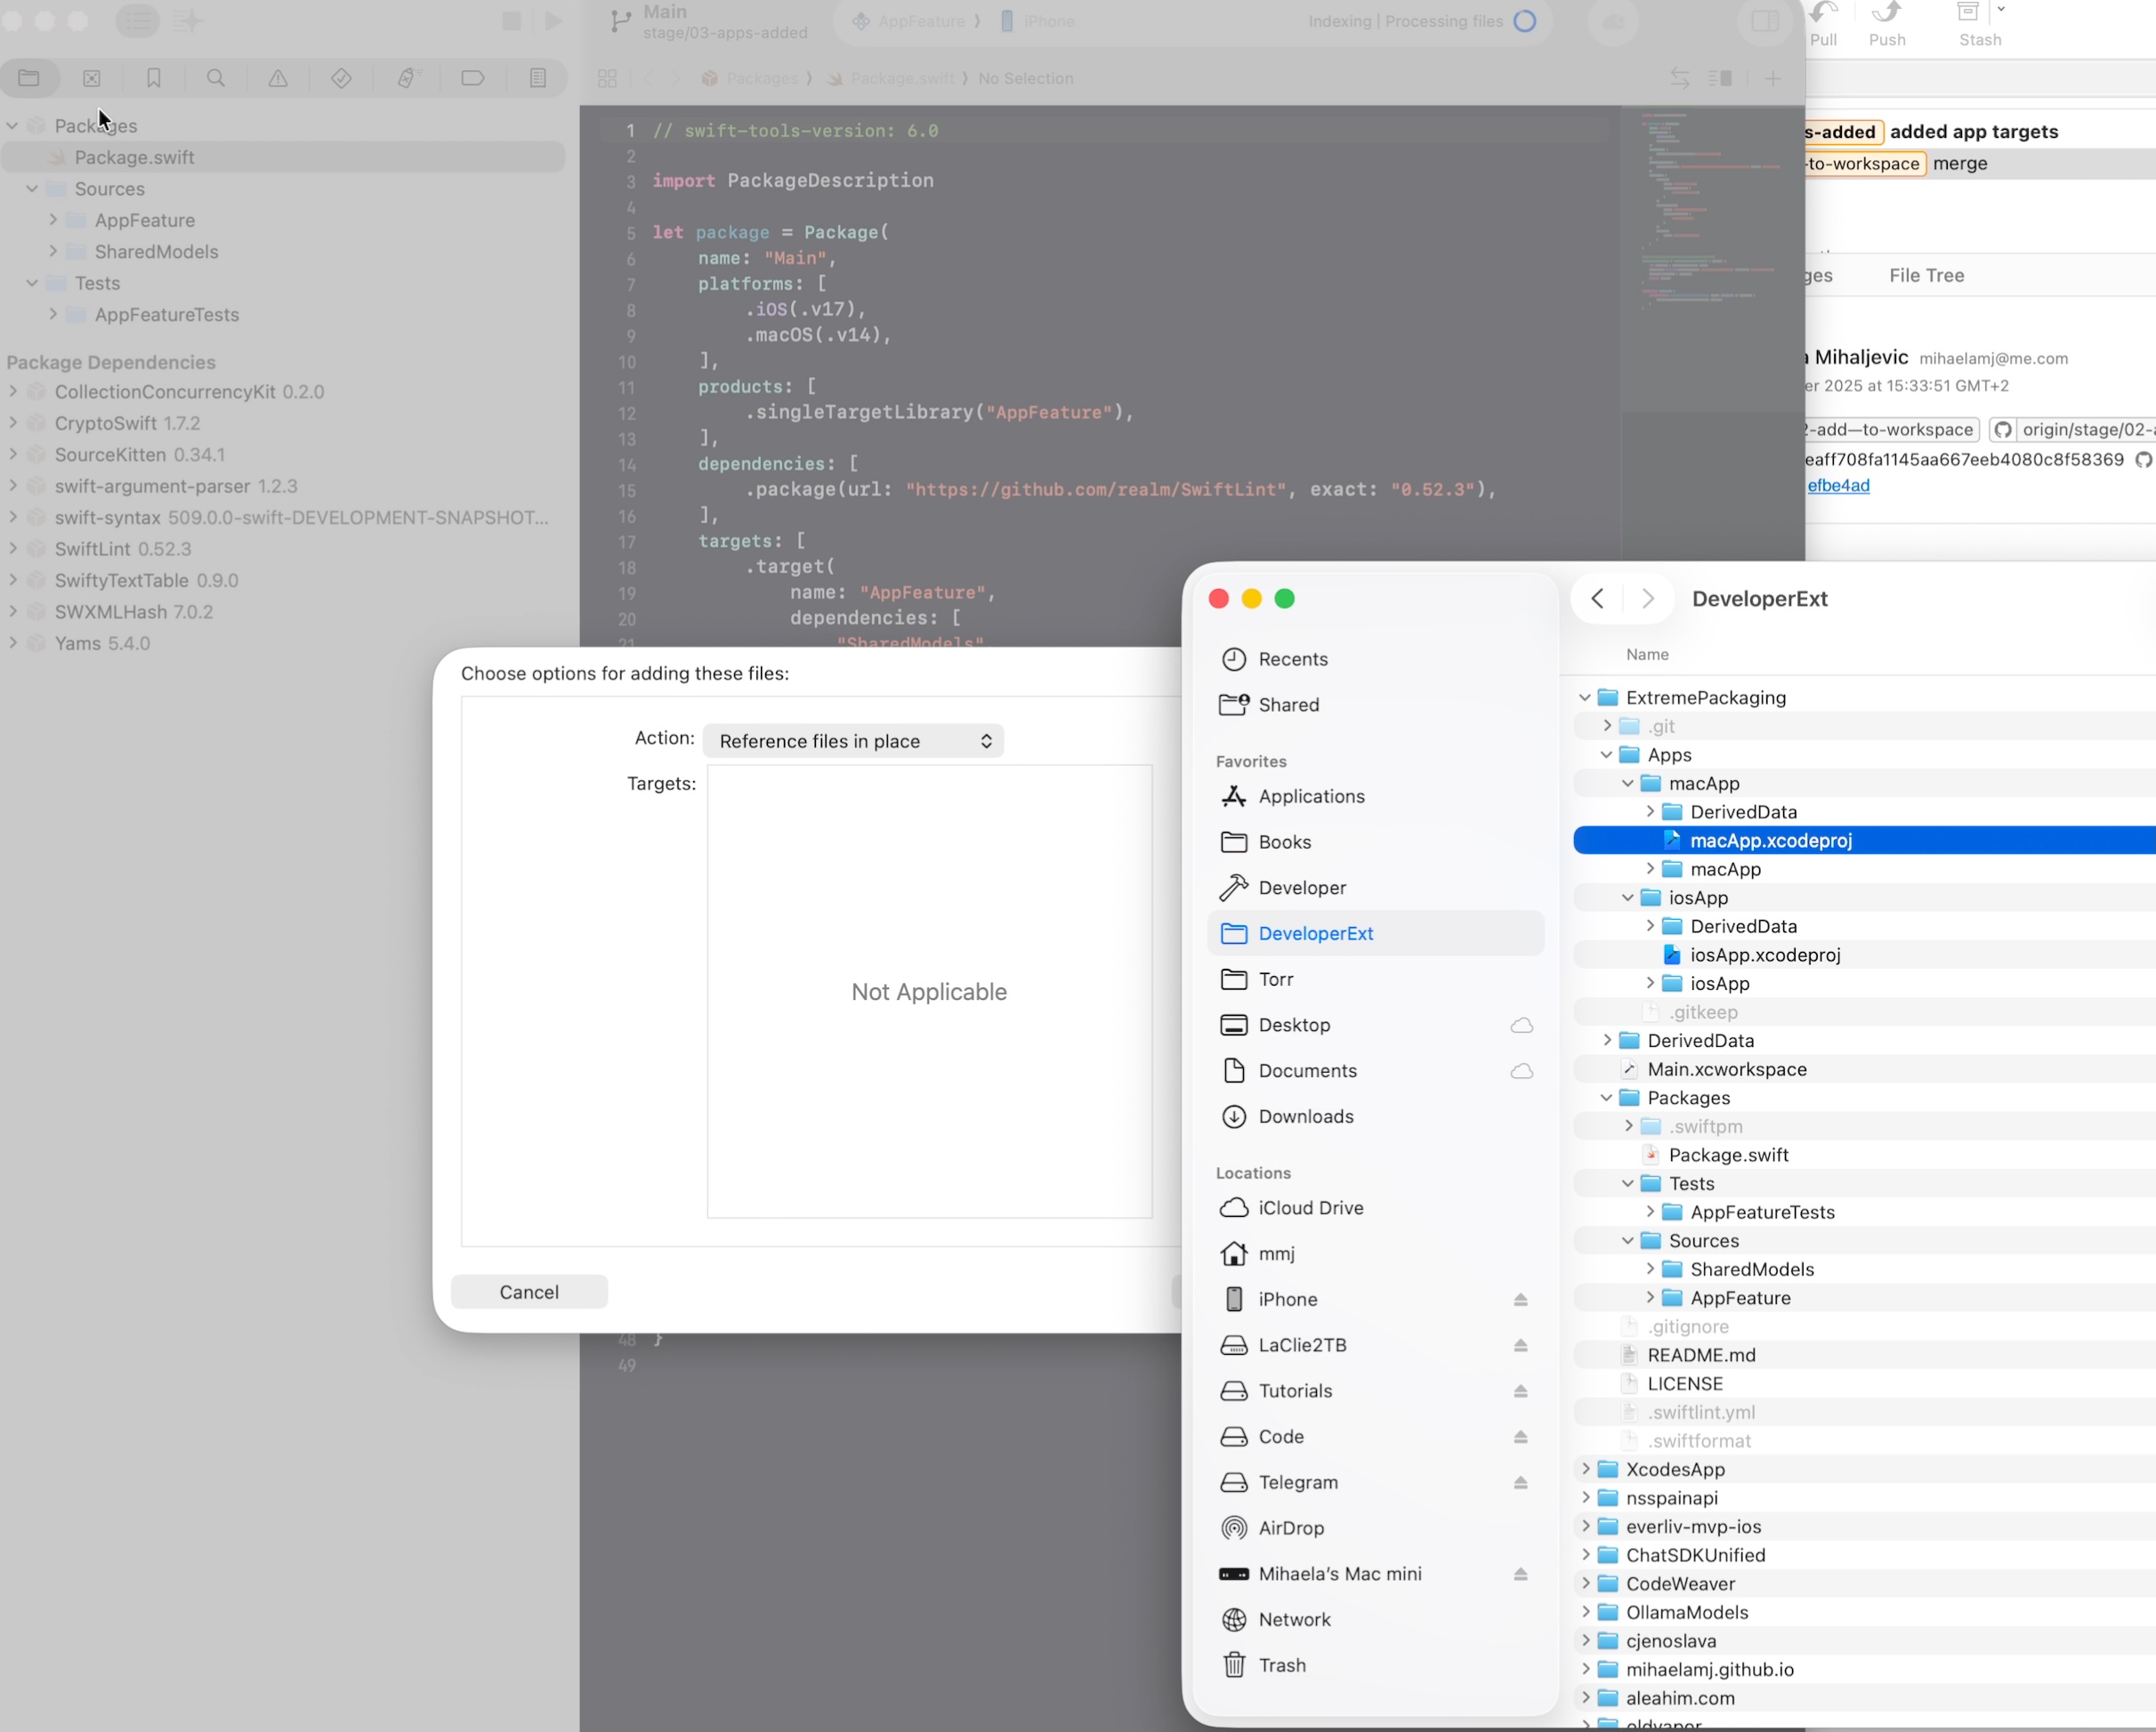 Main
stage/03-apps-added
AppFeature
iPhone
Indexing | Processing files
Pull
Push
Stash
Packages
Package.swift
No Selection
Packages
Package.swift
Sources
AppFeature
SharedModels
Tests
AppFeatureTests
Package Dependencies
CollectionConcurrencyKit 0.2.0
CryptoSwift 1.7.2
SourceKitten 0.34.1
swift-argument-parser 1.2.3
swift-syntax 509.0.0-swift-DEVELOPMENT-SNAPSHOT...
SwiftLint 0.52.3
SwiftyTextTable 0.9.0
SWXMLHash 7.0.2
Yams 5.4.0
1 // swift-tools-version: 6.0
2
3 import PackageDescription
4
5 let package = Package(
6 name: "Main",
7 platforms: [
8 .iOS(.v17),
9 .macOS(.v14),
10 ],
11 products: [
12 .singleTargetLibrary("AppFeature"),
13 ],
14 dependencies: [
15 .package(url: "https://github.com/realm/SwiftLint", exact: "0.52.3"),
16 ],
17 targets: [
18 .target(
19 name: "AppFeature",
20 dependencies: [
21 "SharedModels"
48 }
49
s-added added app targets
-to-workspace merge
ges
File Tree
Mihaljevic mihaelamj@me.com
er 2025 at 15:33:51 GMT+2
2-add—to-workspace
origin/stage/02-
eaff708fa1145aa667eeb4080c8f58369
efbe4ad
Choose options for adding these files:
Action: Reference files in place
Targets:
Not Applicable
Cancel
Recents
Shared
Favorites
Applications
Books
Developer
DeveloperExt
Torr
Desktop
Documents
Downloads
Locations
iCloud Drive
mmj
iPhone
LaClie2TB
Tutorials
Code
Telegram
AirDrop
Mihaela's Mac mini
Network
Trash
DeveloperExt
Name
ExtremePackaging
.git
Apps
macApp
DerivedData
macApp.xcodeproj
macApp
iosApp
DerivedData
iosApp.xcodeproj
iosApp
.gitkeep
DerivedData
Main.xcworkspace
Packages
.swiftpm
Package.swift
Tests
AppFeatureTests
Sources
SharedModels
AppFeature
.gitignore
README.md
LICENSE
.swiftlint.yml
.swiftformat
XcodesApp
nsspainapi
everliv-mvp-ios
ChatSDKUnified
CodeWeaver
OllamaModels
cjenoslava
mihaelamj.github.io
aleahim.com
oldvapor